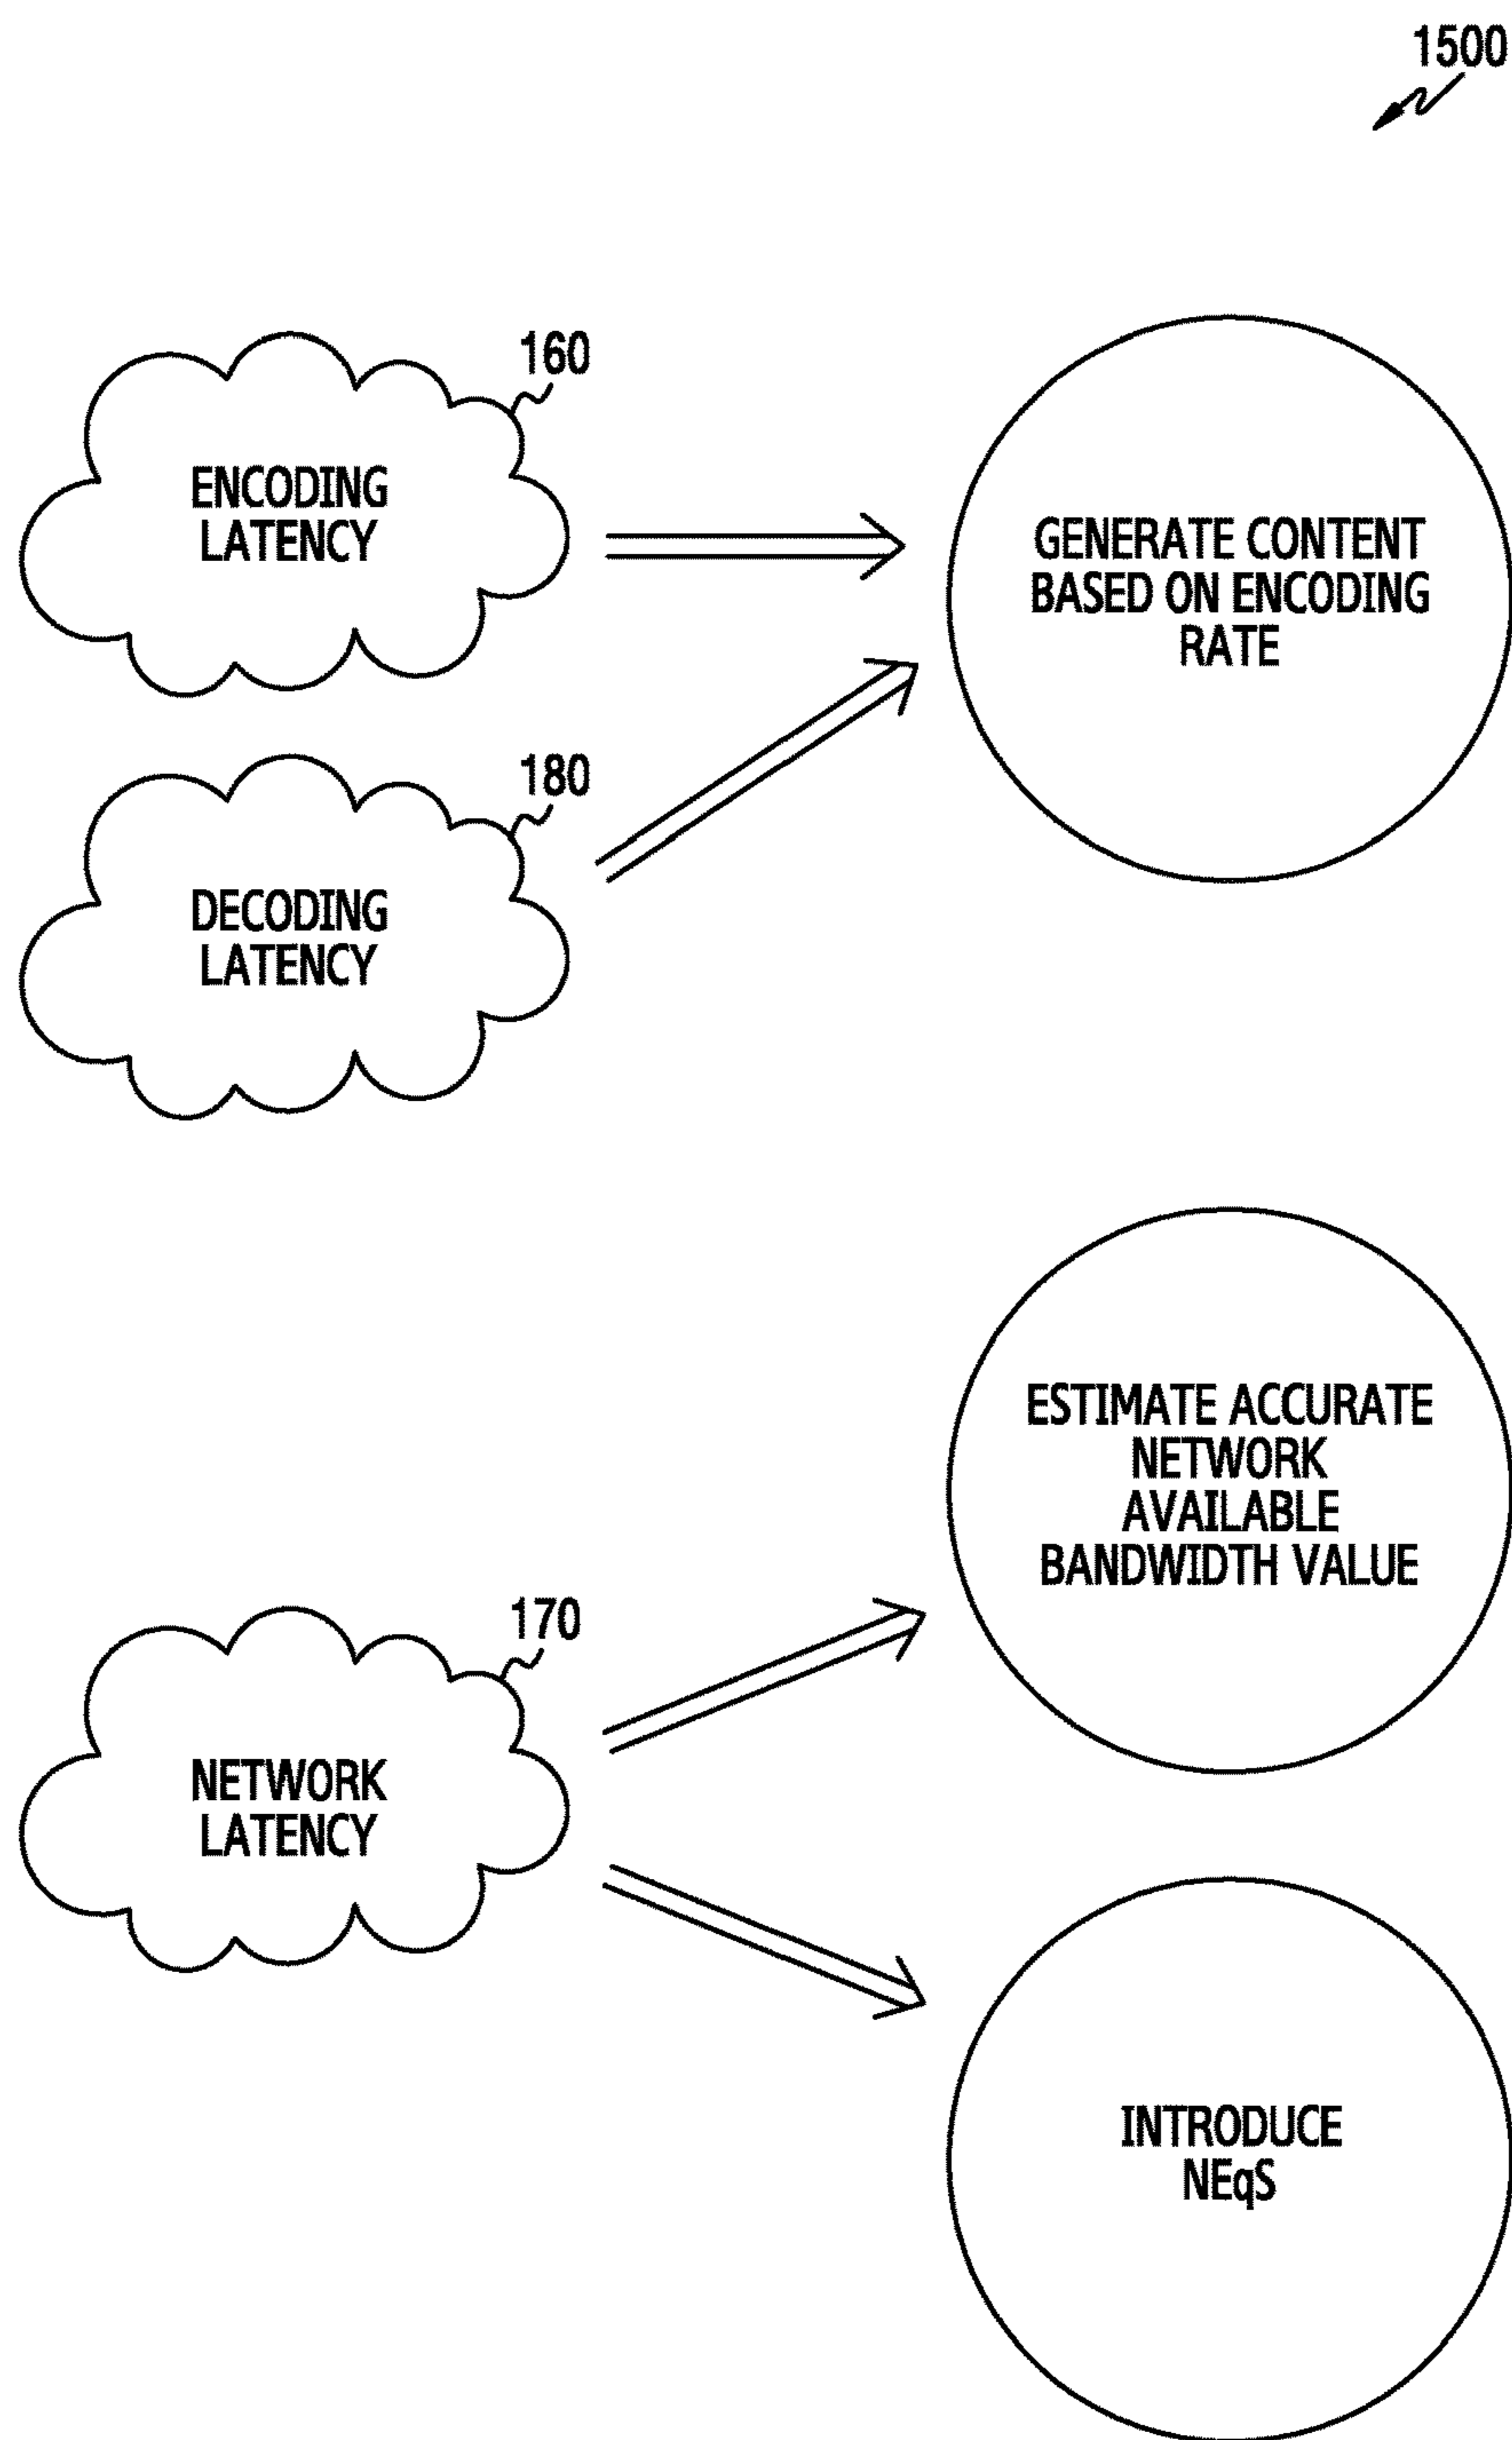 1500
160
ENCODING
LATENCY
GENERATE CONTENT
BASED ON ENCODING
RATE
180
DECODING
LATENCY
ESTIMATE ACCURATE
NETWORK
AVAILABLE
BANDWIDTH VALUE
170
NETWORK
LATENCY
INTRODUCE
NEqS